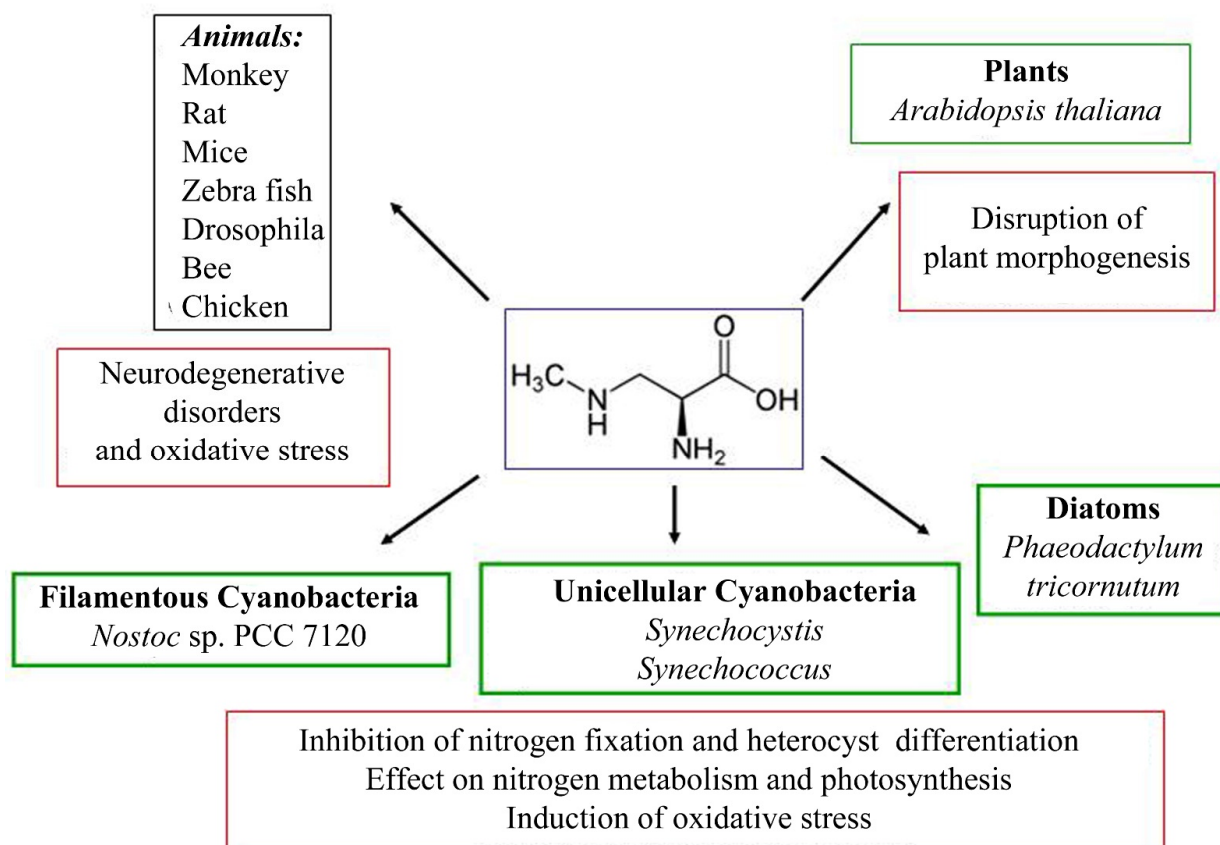 Animals:
Monkey
Rat
Mice
Zebra fish
Drosophila
Bee
Chicken
Plants
Arabidopsis thaliana
Disruption of
plant morphogenesis
Neurodegenerative
disorders
and oxidative stress
O
H₃C
N
H
OH
NH₂
Diatoms
Phaeodactylum
tricornutum
Filamentous Cyanobacteria
Nostoc sp. PCC 7120
Unicellular Cyanobacteria
Synechocystis
Synechococcus
Inhibition of nitrogen fixation and heterocyst differentiation
Effect on nitrogen metabolism and photosynthesis
Induction of oxidative stress